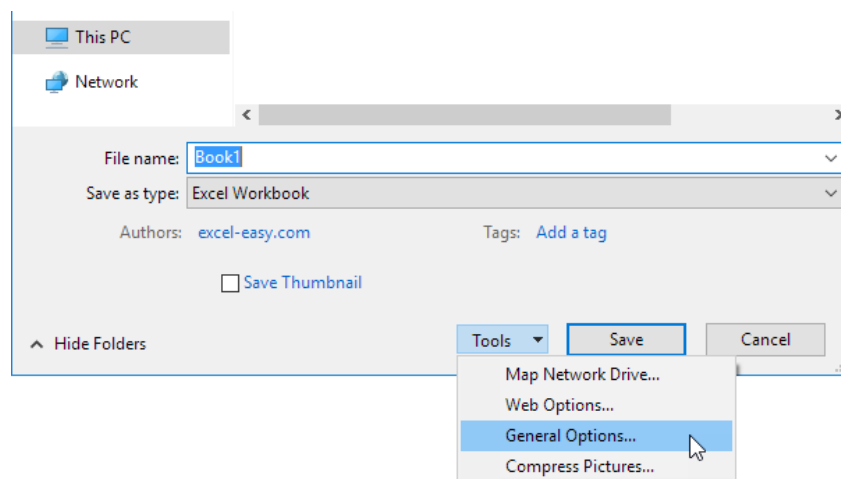 This PC
Network
File name: Book1
Save as type: Excel Workbook
Authors: excel-easy.com Tags: Add a tag
Save Thumbnail
Hide Folders Tools Save Cancel
Map Network Drive...
Web Options...
General Options...
Compress Pictures...